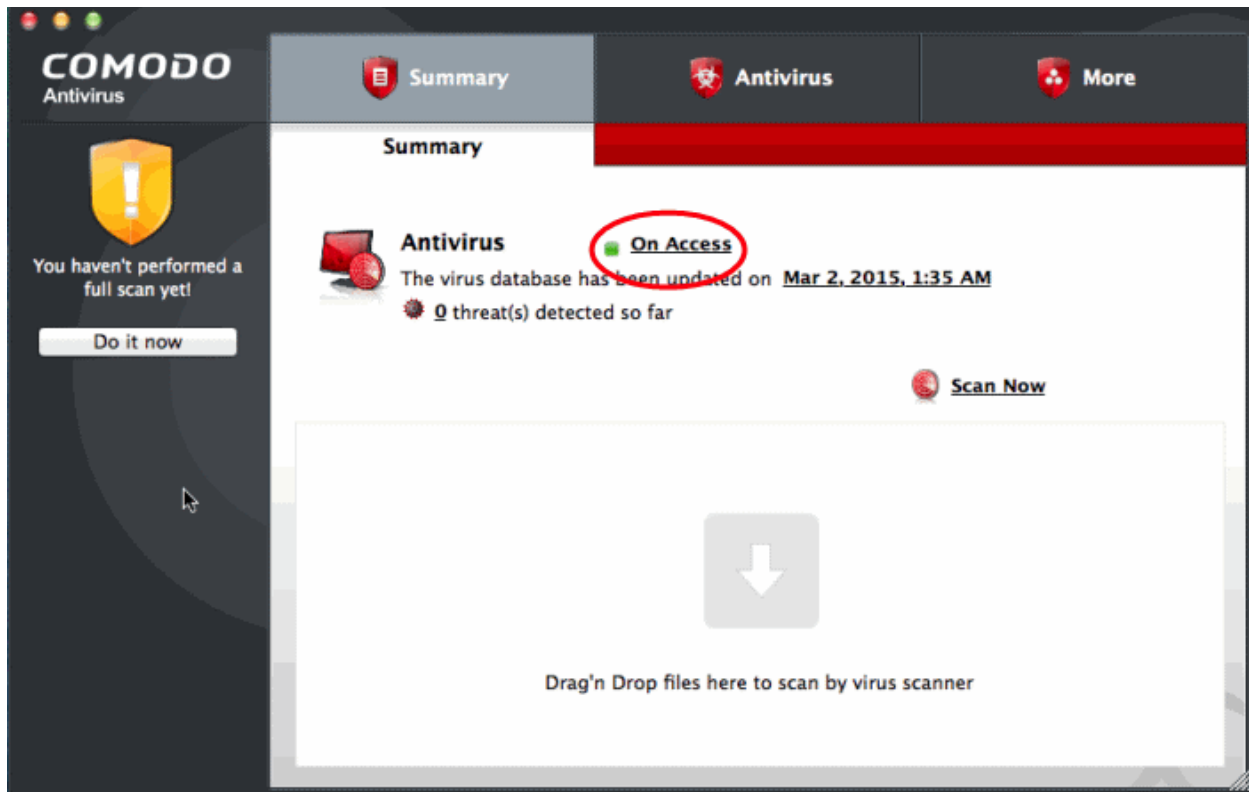 COMODO
Antivirus
Summary
Antivirus
More
Summary
You haven't performed a
full scan yet!
Do it now
Antivirus
On Access
The virus database has been updated on Mar 2, 2015, 1:35 AM
0 threat(s) detected so far
Scan Now
Drag'n Drop files here to scan by virus scanner